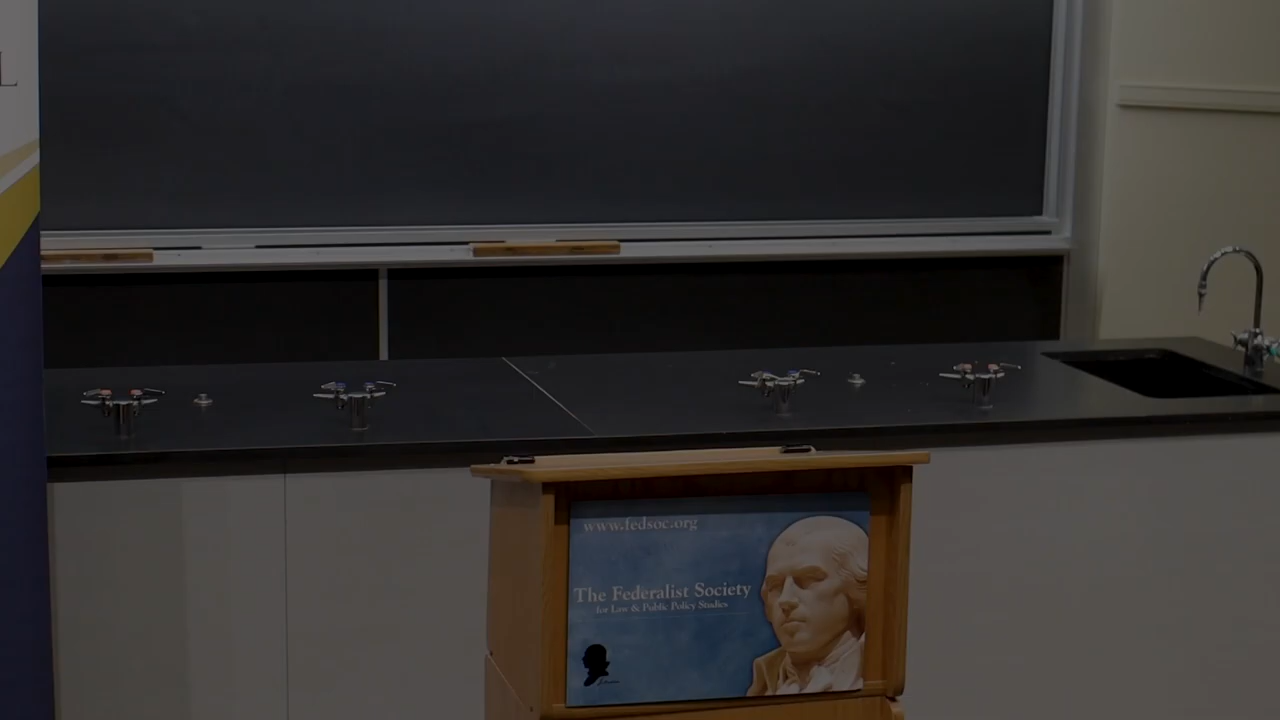 L
www.fedsoc.org
The Federalist Society
for Law & Public Policy Studies